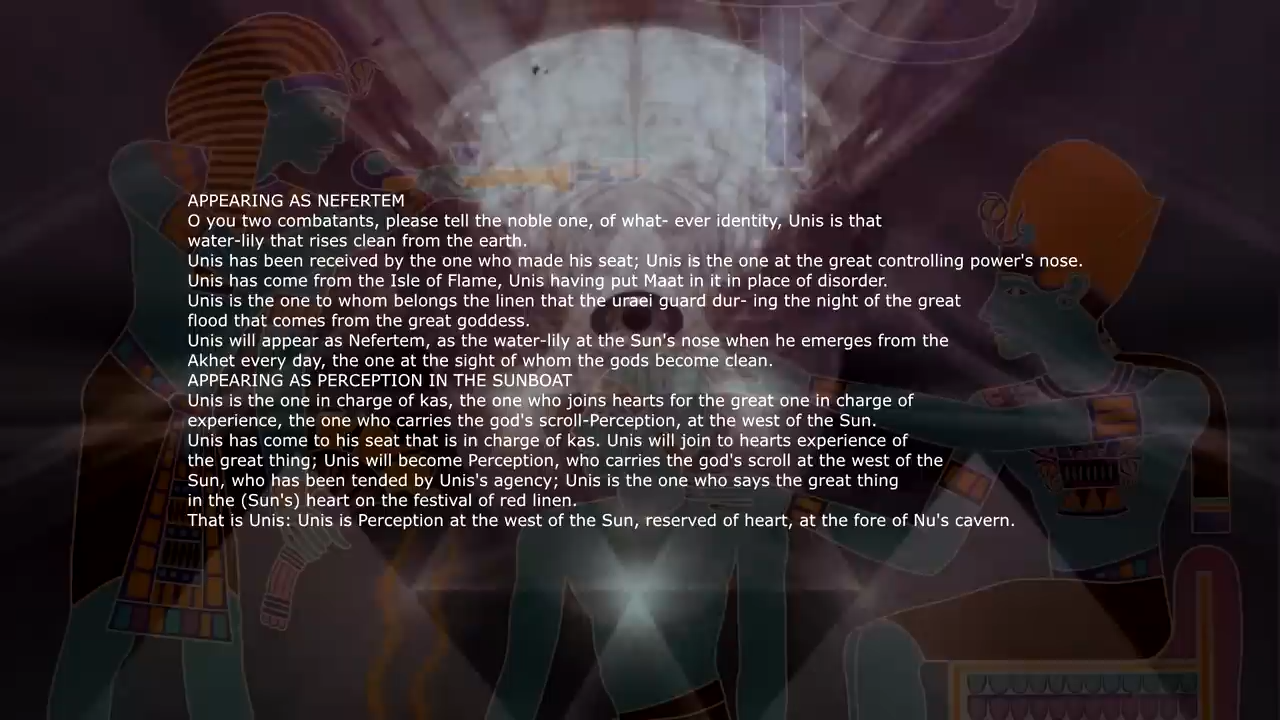 APPEARING AS NEFERTEM
O you two combatants, please tell the noble one, of what- ever identity, Unis is that
water-lily that rises clean from the earth.
Unis has been received by the one who made his seat; Unis is the one at the great controlling power's nose.
Unis has come from the Isle of Flame, Unis having put Maat in it in place of disorder.
Unis is the one to whom belongs the linen that the uraei guard dur- ing the night of the great
flood that comes from the great goddess.
Unis will appear as Nefertem, as the water-lily at the Sun's nose when he emerges from the
Akhet every day, the one at the sight of whom the gods become clean.
APPEARING AS PERCEPTION IN THE SUNBOAT
Unis is the one in charge of kas, the one who joins hearts for the great one in charge of
experience, the one who carries the god's scroll-Perception, at the west of the Sun.
Unis has come to his seat that is in charge of kas. Unis will join to hearts experience of
the great thing; Unis will become Perception, who carries the god's scroll at the west of the
Sun, who has been tended by Unis's agency; Unis is the one who says the great thing
in the (Sun's) heart on the festival of red linen.
That is Unis: Unis is Perception at the west of the Sun, reserved of heart, at the fore of Nu's cavern.